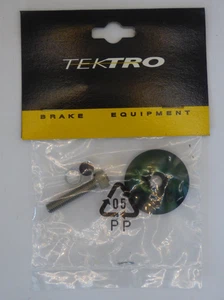 TEKTRO
BRAKE EQUIPMENT
05
PP